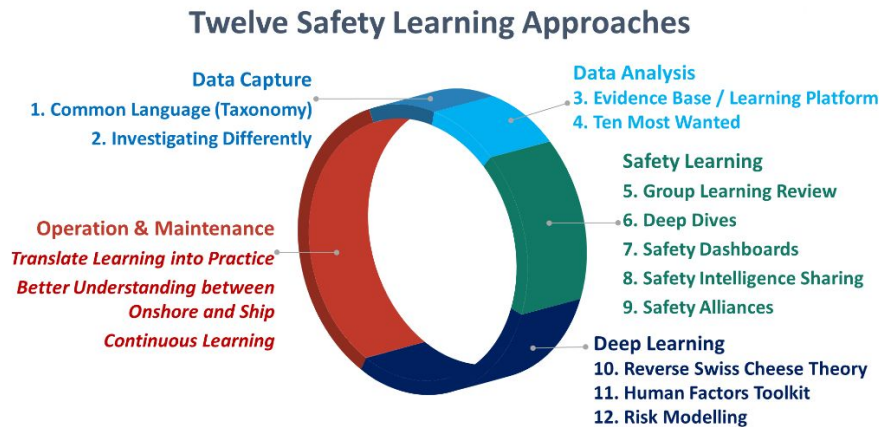 Twelve Safety Learning Approaches
Data Capture
1. Common Language (Taxonomy)
2. Investigating Differently
Data Analysis
3. Evidence Base / Learning Platform
4. Ten Most Wanted
Safety Learning
5. Group Learning Review
6. Deep Dives
7. Safety Dashboards
8. Safety Intelligence Sharing
9. Safety Alliances
Deep Learning
10. Reverse Swiss Cheese Theory
11. Human Factors Toolkit
12. Risk Modelling
Operation & Maintenance
Translate Learning into Practice
Better Understanding between
Onshore and Ship
Continuous Learning